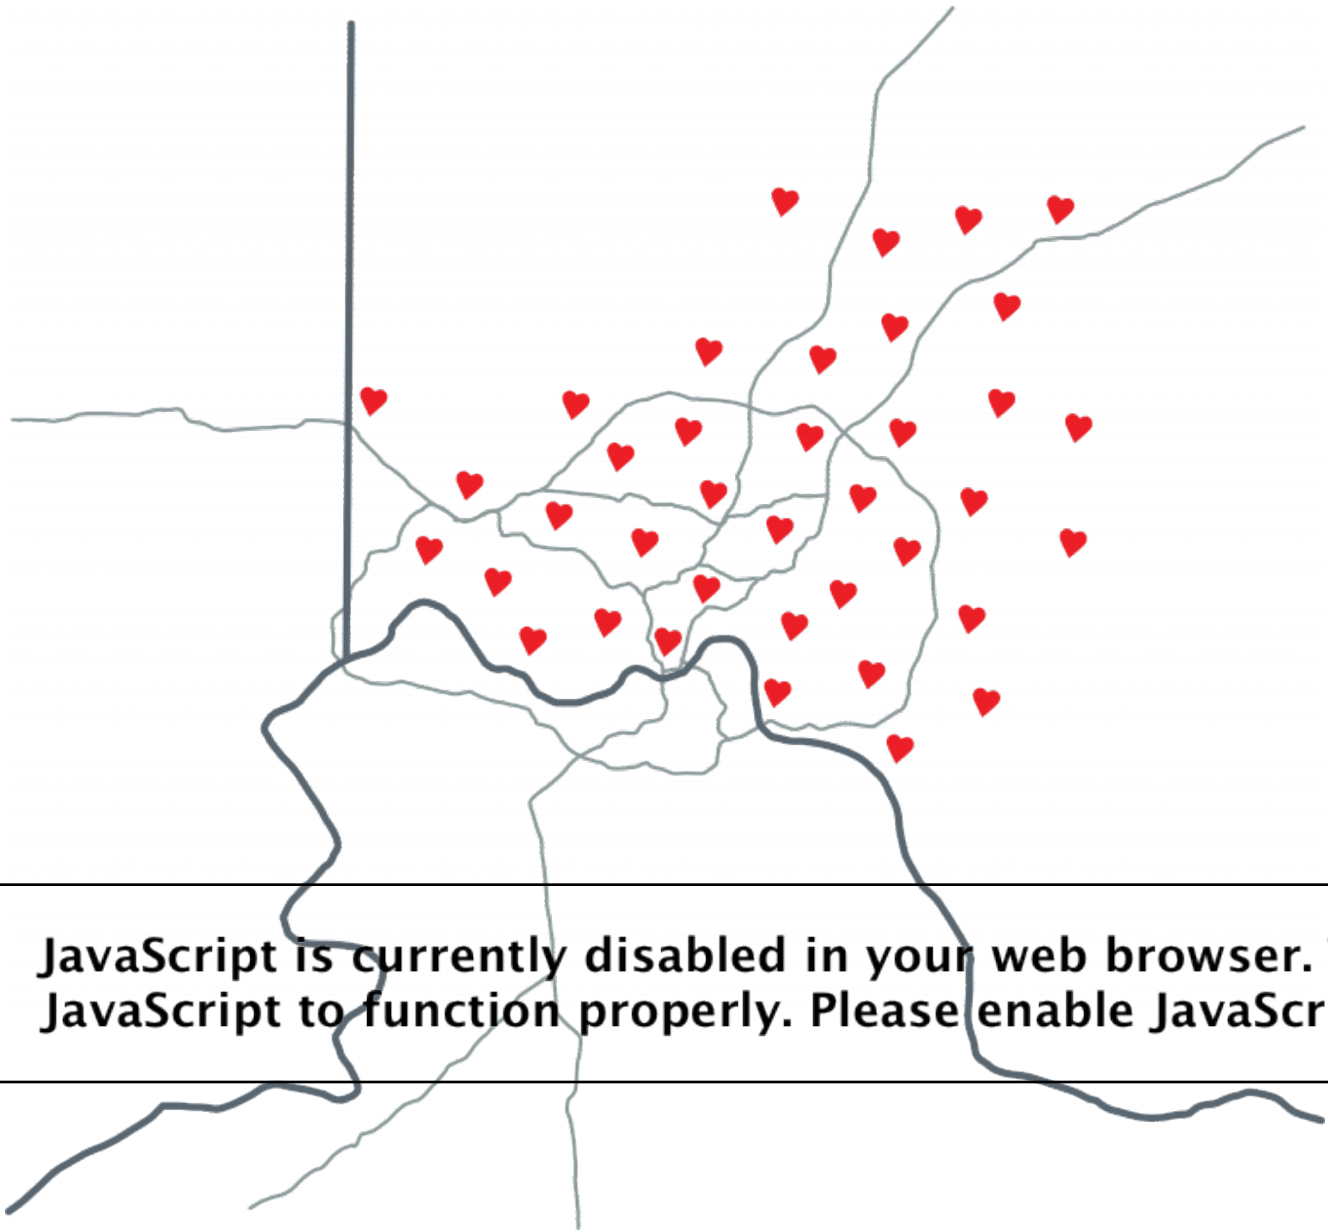 JavaScript is currently disabled in your web browser.
JavaScript to function properly. Please enable